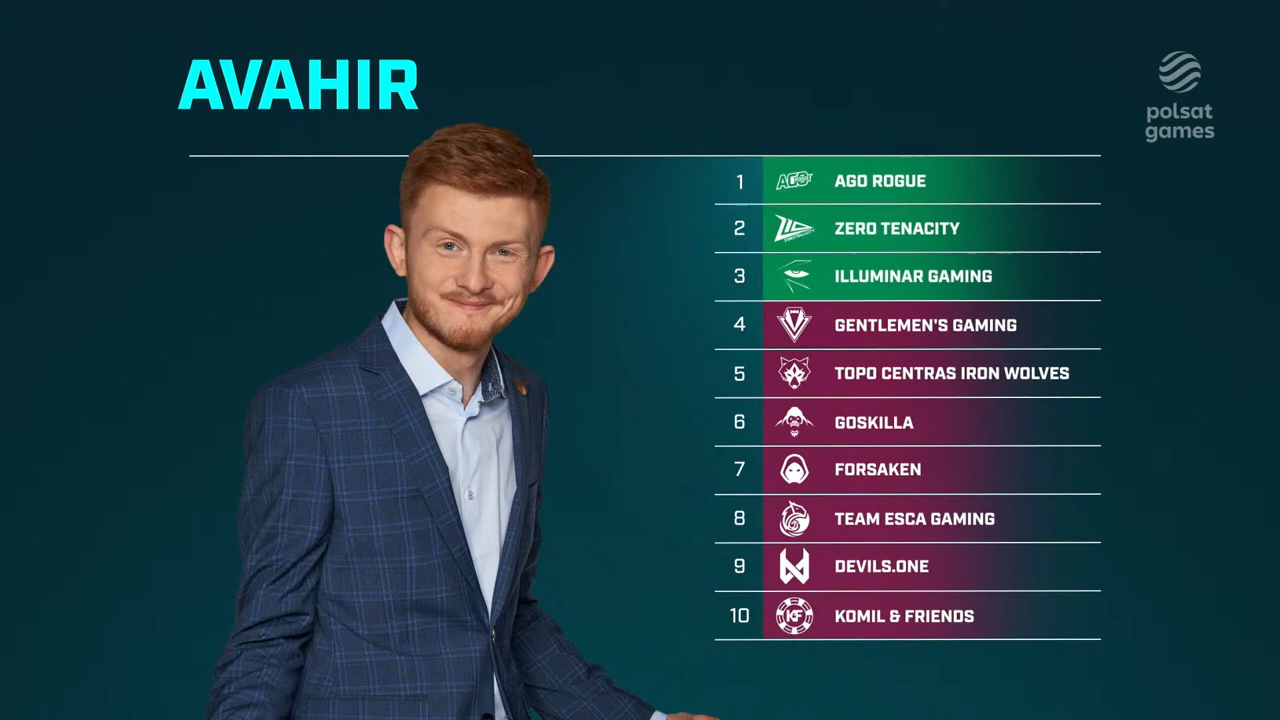 AVAHIR
polsat
games
1 AGO ROGUE
2 ZERO TENACITY
3 ILLUMINAR GAMING
4 GENTLEMEN'S GAMING
5 TOPO CENTRAS IRON WOLVES
6 GOSKILLA
7 FORSAKEN
8 TEAM ESCA GAMING
9 DEVILS.ONE
10 KF KOMIL & FRIENDS